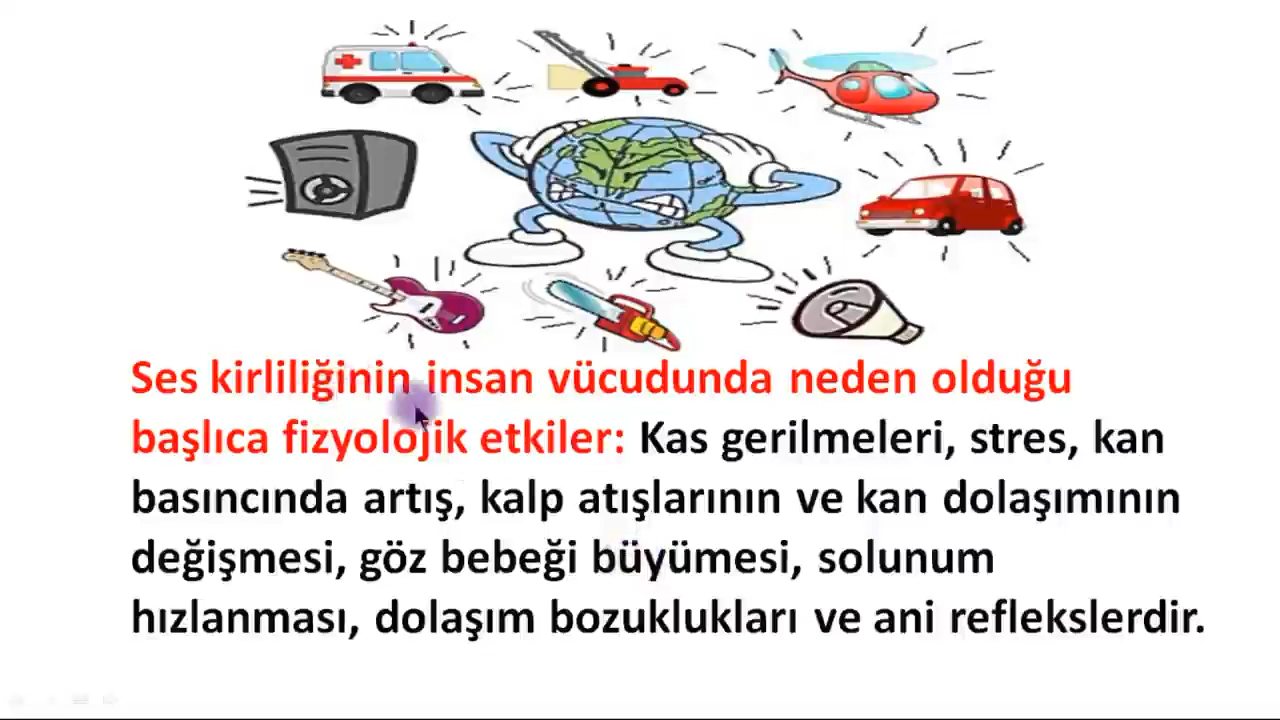 Ses kirliliğinin insan vücudunda neden olduğu
başlıca fizyolojik etkiler: Kas gerilmeleri, stres, kan
basıncında artış, kalp atışlarının ve kan dolaşımının
değişmesi, göz bebeği büyümesi, solunum
hızlanması, dolaşım bozuklukları ve ani reflekslerdir.